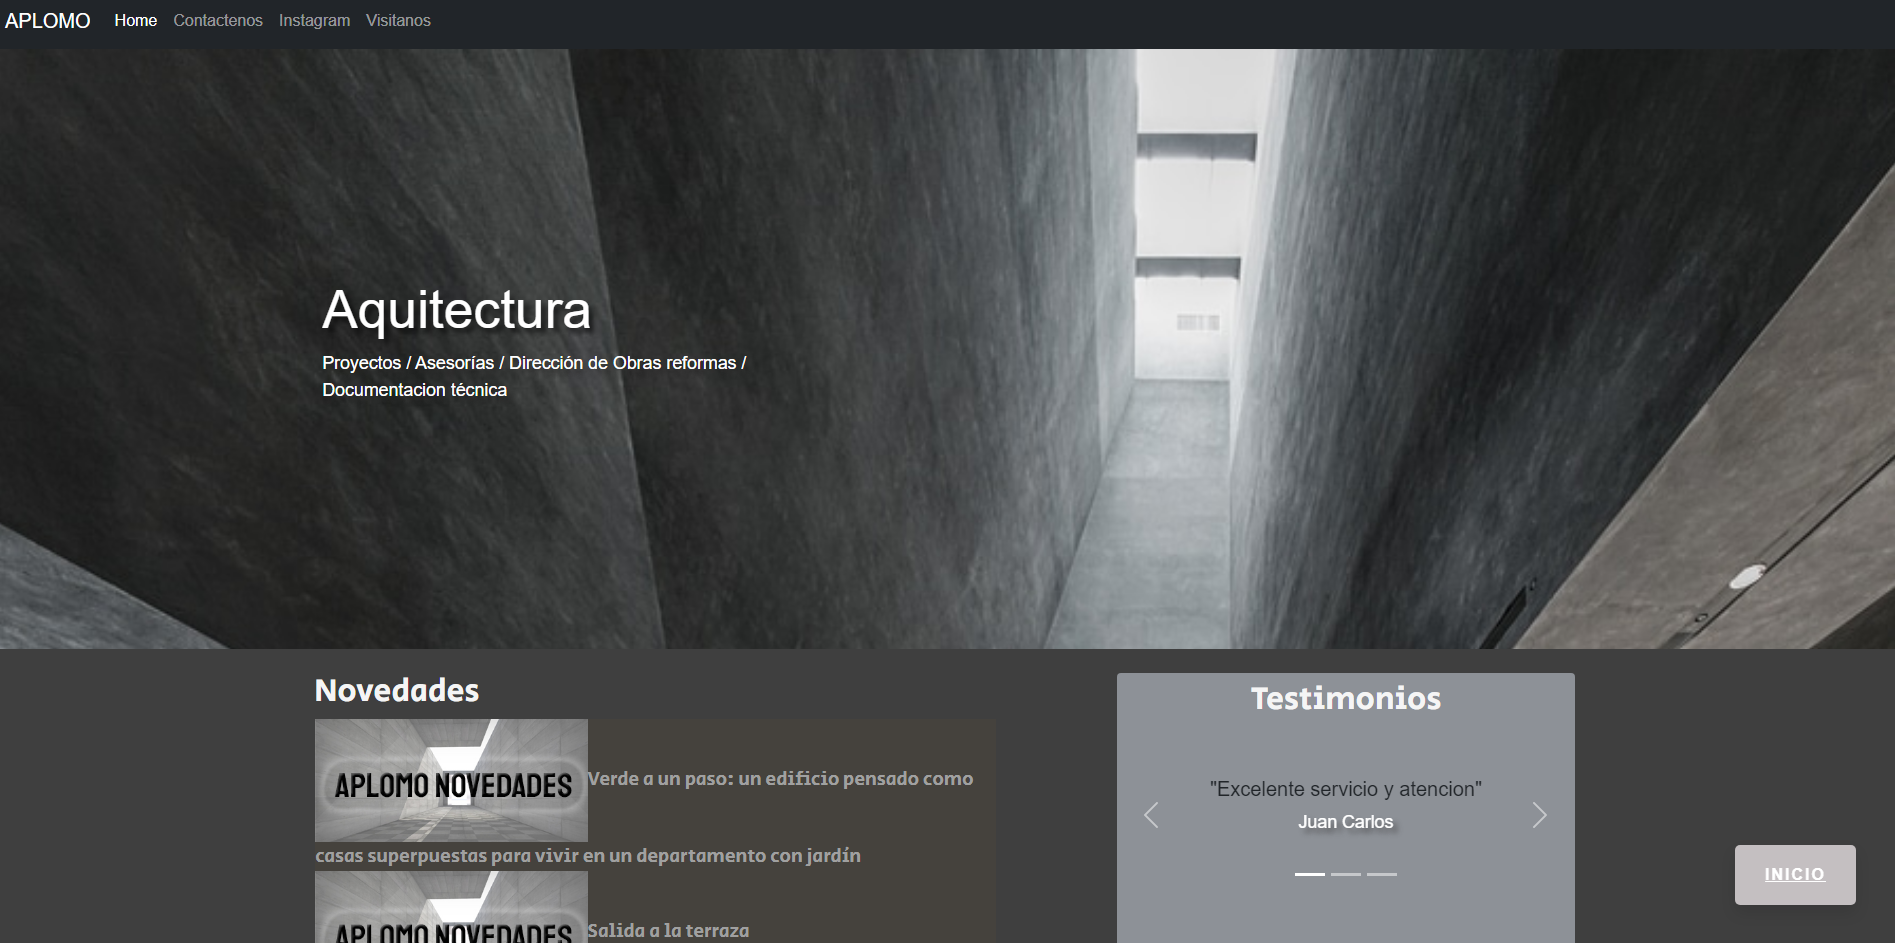 APLOMO Home Contactenos Instagram Visitanos
Aquitectura
Proyectos / Asesorías / Dirección de Obras reformas /
Documentacion técnica
Novedades
APLOMO NOVEDADES
Verde a un paso: un edificio pensado como
casas superpuestas para vivir en un departamento con jardín
APLOMO NOVEDADES
Salida a la terraza
Testimonios
"Excelente servicio y atencion"
Juan Carlos
INICIO